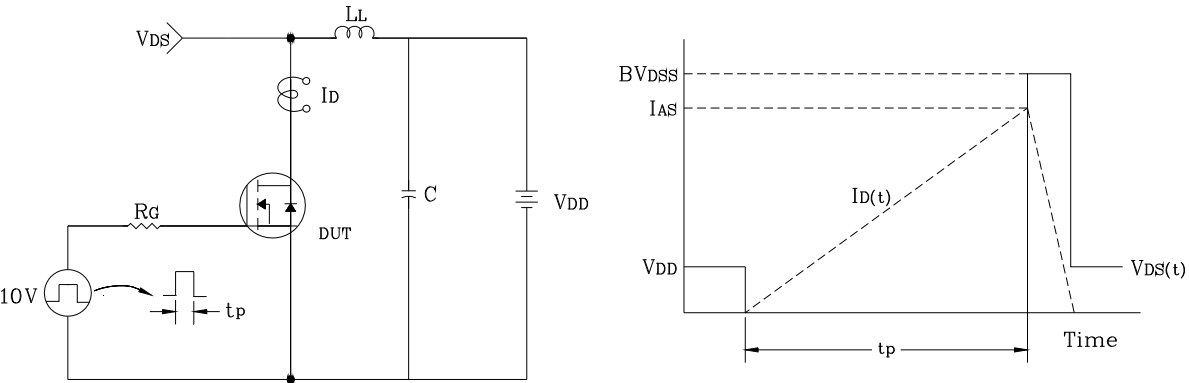 VDS
LL
ID
C
VDD
RG
DUT
10V
tp
BVDSS
IAS
ID(t)
VDD
VDS(t)
Time
tp